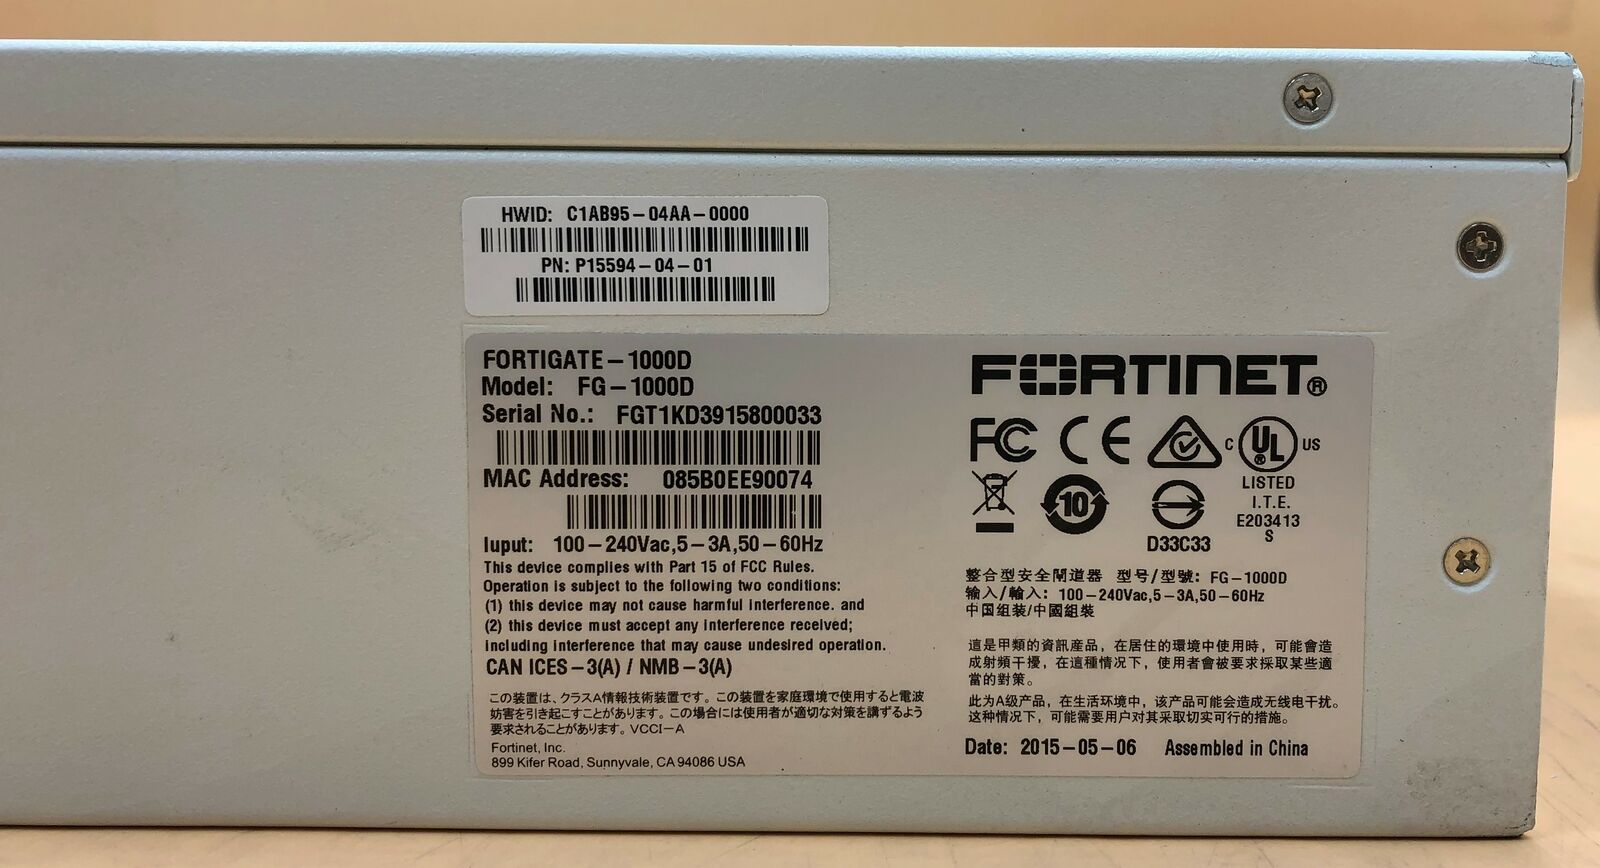 HWID: C1AB95-04AA-0000
PN: P15594-04-01
FORTIGATE-1000D
Model: FG-1000D
Serial No.: FGT1KD3915800033
MAC Address: 085B0EE90074
Iuput: 100-240Vac,5-3A,50-60Hz
This device complies with Part 15 of FCC Rules.
Operation is subject to the following two conditions:
(1) this device may not cause harmful interference. and
(2) this device must accept any interference received;
including interference that may cause undesired operation.
CAN ICES-3(A) / NMB-3(A)
この装置は、クラスA情報技術装置です。この装置を家庭環境で使用すると電波
妨害を引き起こすことがあります。この場合には使用者が適切な対策を講ずるよう
要求されることがあります。VCCI-A
Fortinet, Inc.
899 Kifer Road, Sunnyvale, CA 94086 USA
FORTINET®
FC CE C UL® US
LISTED
I.T.E.
E203413
S
10
D33C33
整合型安全閘道器 型号/型號: FG-1000D
输入/輸入: 100-240Vac,5-3A,50-60Hz
中国组装/中國組裝
這是甲類的資訊產品，在居住的環境中使用時，可能會造
成射頻干擾，在這種情況下，使用者會被要求採取某些適
當的對策。
此为A级产品，在生活环境中，该产品可能会造成无线电干扰。
这种情况下，可能需要用户对其采取切实可行的措施。
Date: 2015-05-06 Assembled in China